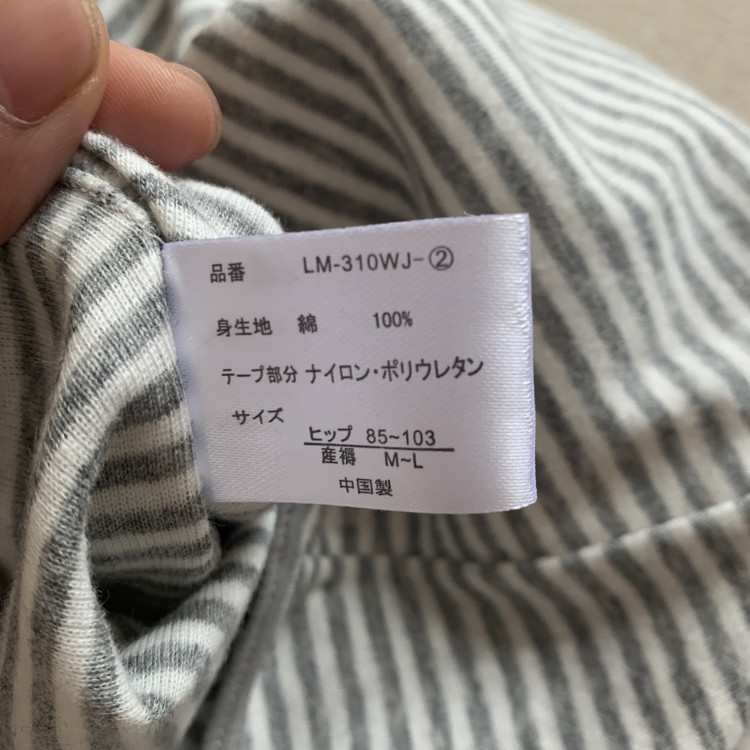 品番 LM-310WJ-②
身生地 綿 100%
テープ部分 ナイロン・ポリウレタン
サイズ
ヒップ 85~103
産褥 M~L
中国製